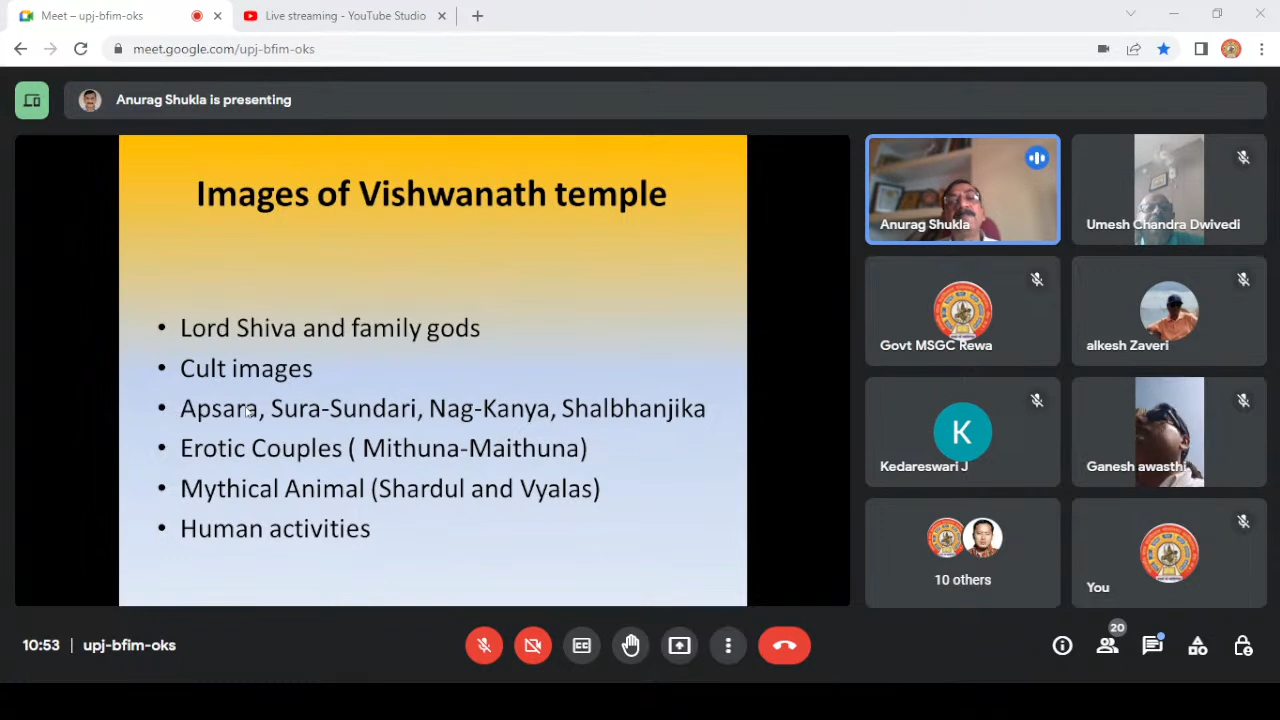 Meet – upj-bfim-oks
Live streaming - YouTube Studio
meet.google.com/upj-bfim-oks
Anurag Shukla is presenting
Images of Vishwanath temple
• Lord Shiva and family gods
• Cult images
• Apsara, Sura-Sundari, Nag-Kanya, Shalbhanjika
• Erotic Couples ( Mithuna-Maithuna)
• Mythical Animal (Shardul and Vyalas)
• Human activities
Anurag Shukla
Umesh Chandra Dwivedi
Govt MSGC Rewa
alkesh Zaveri
K
Kedareswari J
Ganesh awasthi
10 others
You
10:53 | upj-bfim-oks
CC
20